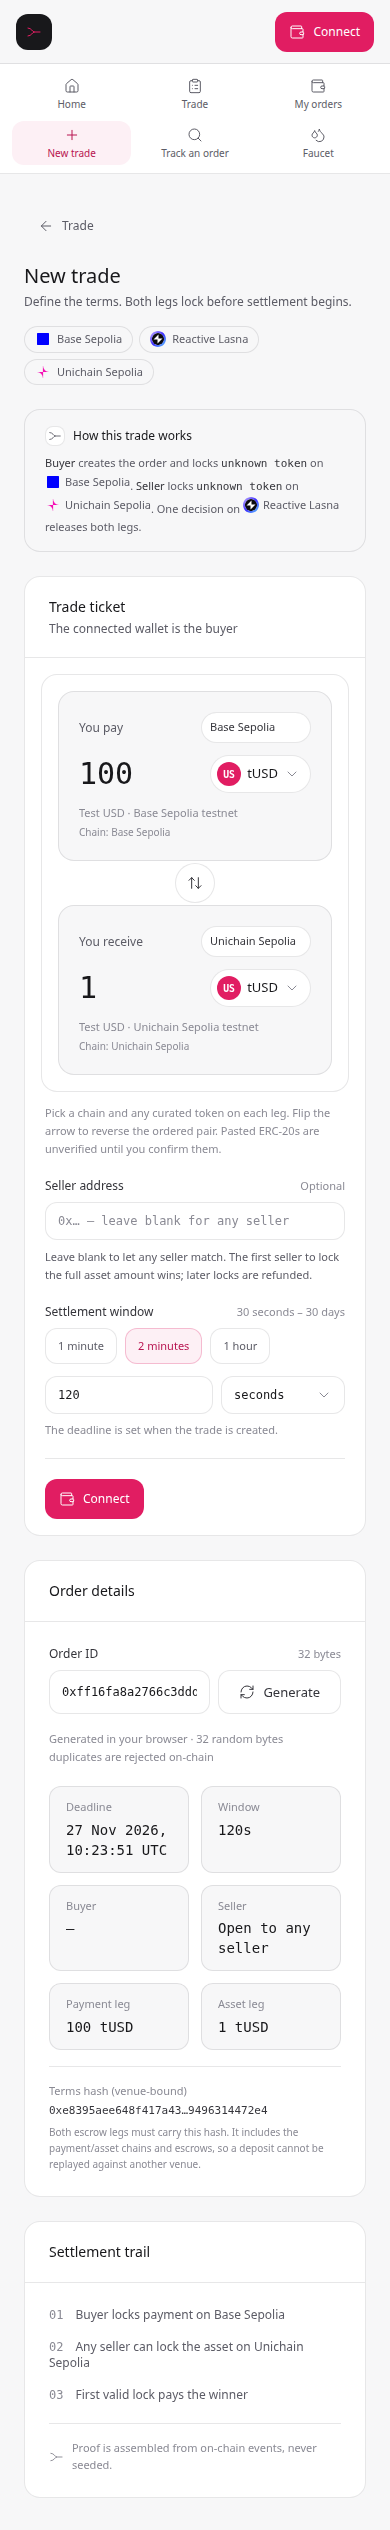 Connect
Home
Trade
My orders
New trade
Track an order
Faucet
Trade
New trade
Define the terms. Both legs lock before settlement begins.
Base Sepolia
Reactive Lasna
Unichain Sepolia
How this trade works
Buyer creates the order and locks unknown token on
Base Sepolia. Seller locks unknown token on
Unichain Sepolia. One decision on Reactive Lasna
releases both legs.
Trade ticket
The connected wallet is the buyer
You pay
Base Sepolia
100
US tUSD
Test USD · Base Sepolia testnet
Chain: Base Sepolia
You receive
Unichain Sepolia
1
US tUSD
Test USD · Unichain Sepolia testnet
Chain: Unichain Sepolia
Pick a chain and any curated token on each leg. Flip the
arrow to reverse the ordered pair. Pasted ERC-20s are
unverified until you confirm them.
Seller address
Optional
0x… — leave blank for any seller
Leave blank to let any seller match. The first seller to lock
the full asset amount wins; later locks are refunded.
Settlement window
30 seconds – 30 days
1 minute
2 minutes
1 hour
120
seconds
The deadline is set when the trade is created.
Connect
Order details
Order ID
32 bytes
0xff16fa8a2766c3ddd
Generate
Generated in your browser · 32 random bytes
duplicates are rejected on-chain
Deadline
27 Nov 2026,
10:23:51 UTC
Window
120s
Buyer
—
Seller
Open to any
seller
Payment leg
100 tUSD
Asset leg
1 tUSD
Terms hash (venue-bound)
0xe8395aee648f417a43…9496314472e4
Both escrow legs must carry this hash. It includes the
payment/asset chains and escrows, so a deposit cannot be
replayed against another venue.
Settlement trail
01 Buyer locks payment on Base Sepolia
02 Any seller can lock the asset on Unichain
Sepolia
03 First valid lock pays the winner
Proof is assembled from on-chain events, never
seeded.